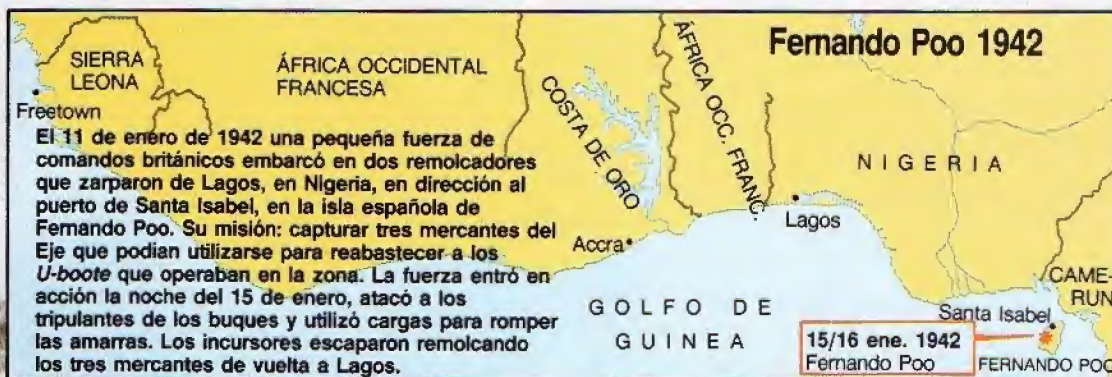 Fernando Poo 1942
SIERRA
LEONA
ÁFRICA OCCIDENTAL
FRANCESA
Freetown
COSTA DE ORO
ÁFRICA OCC. FRANC.
NIGERIA
El 11 de enero de 1942 una pequeña fuerza de
comandos británicos embarcó en dos remolcadores
que zarparon de Lagos, en Nigeria, en dirección al
puerto de Santa Isabel, en la isla española de
Fernando Poo. Su misión: capturar tres mercantes del
Eje que podían utilizarse para reabastecer a los
U-boote que operaban en la zona. La fuerza entró en
acción la noche del 15 de enero, atacó a los
tripulantes de los buques y utilizó cargas para romper
las amarras. Los incursores escaparon remolcando
los tres mercantes de vuelta a Lagos.
Accra
Lagos
GOLFO DE
GUINEA
CAME-
RUN
Santa Isabel
15/16 ene. 1942
Fernando Poo
FERNANDO POO